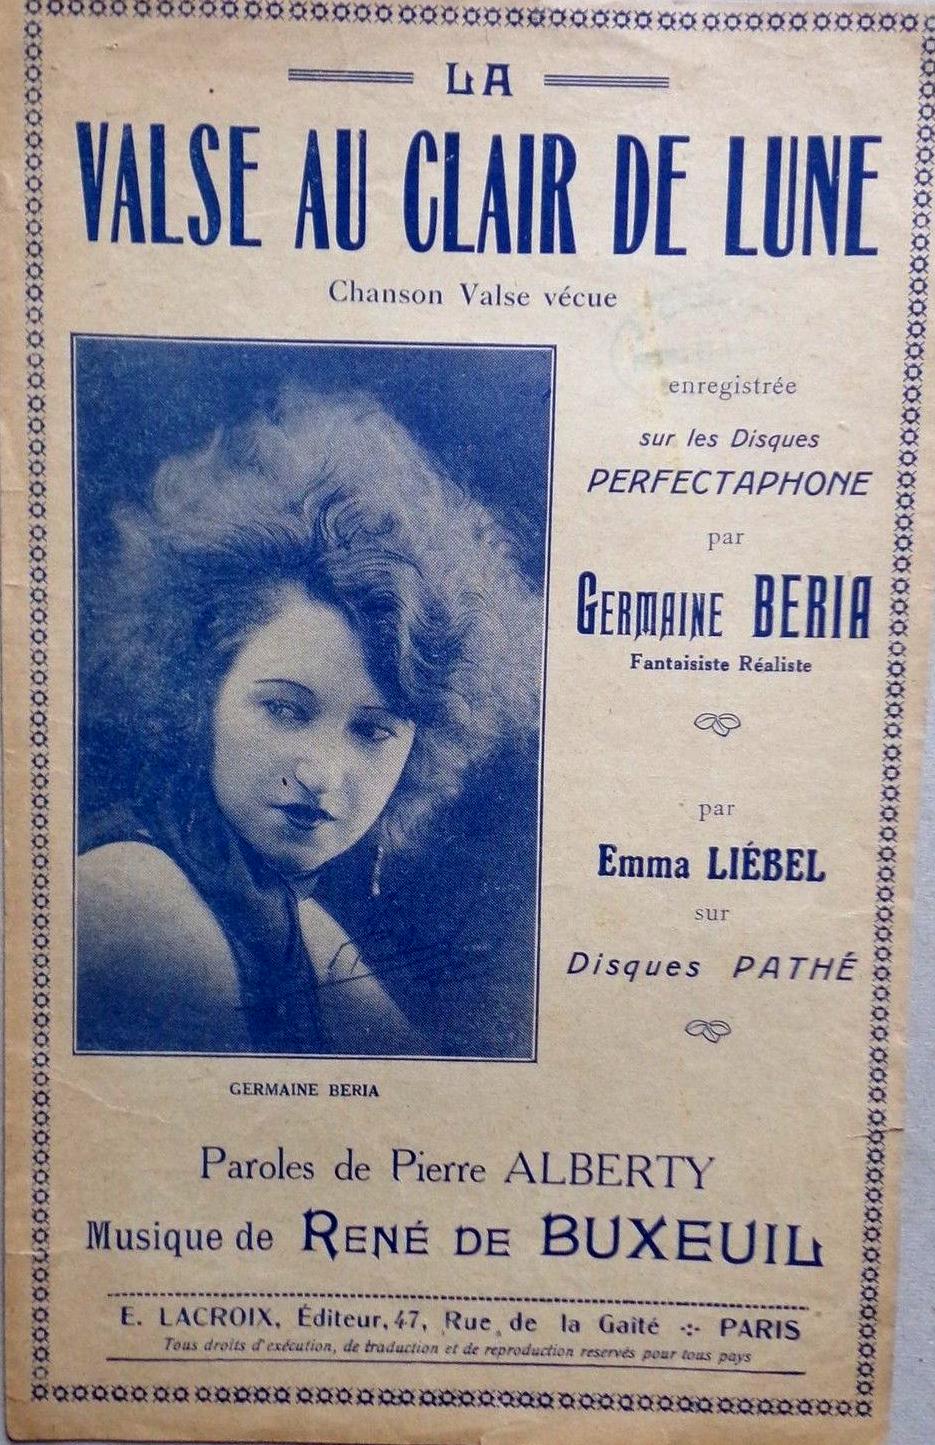 LA
VALSE AU CLAIR DE LUNE
Chanson Valse vécue
enregistrée
sur les Disques
PERFECTAPHONE
par
GERMAINE BERIA
Fantaisiste Réaliste
par
Emma LIÉBEL
sur
Disques PATHÉ
GERMAINE BERIA
Paroles de Pierre ALBERTY
Musique de RENÉ DE BUXEUIL
E. LACROIX, Éditeur, 47, Rue de la Gaité PARIS
Tous droits d'exécution, de traduction et de reproduction reservés pour tous pays